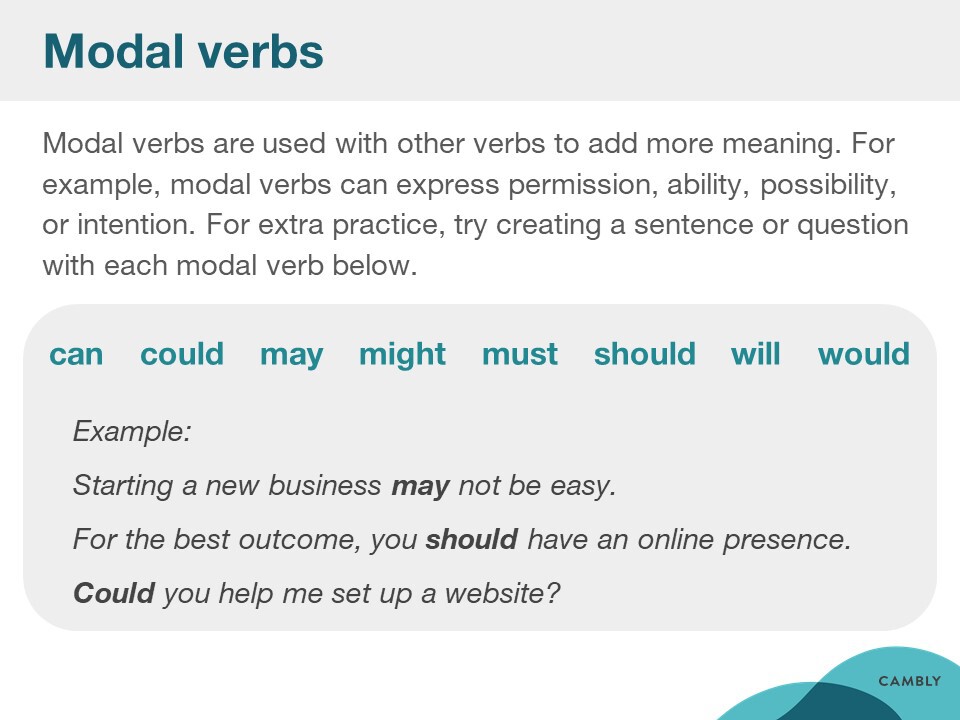 Modal verbs
Modal verbs are used with other verbs to add more meaning. For
example, modal verbs can express permission, ability, possibility,
or intention. For extra practice, try creating a sentence or question
with each modal verb below.
can could may might must should will would
Example:
Starting a new business may not be easy.
For the best outcome, you should have an online presence.
Could you help me set up a website?
CAMBLY